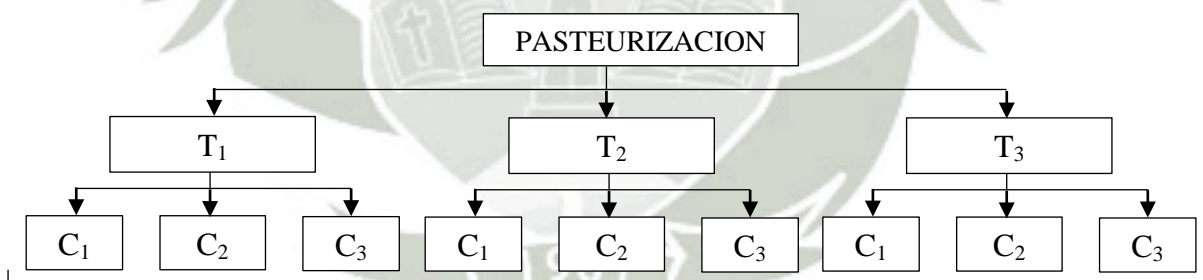 PASTEURIZACION
T₁ T₂ T₃
C₁ C₂ C₃ C₁ C₂ C₃ C₁ C₂ C₃